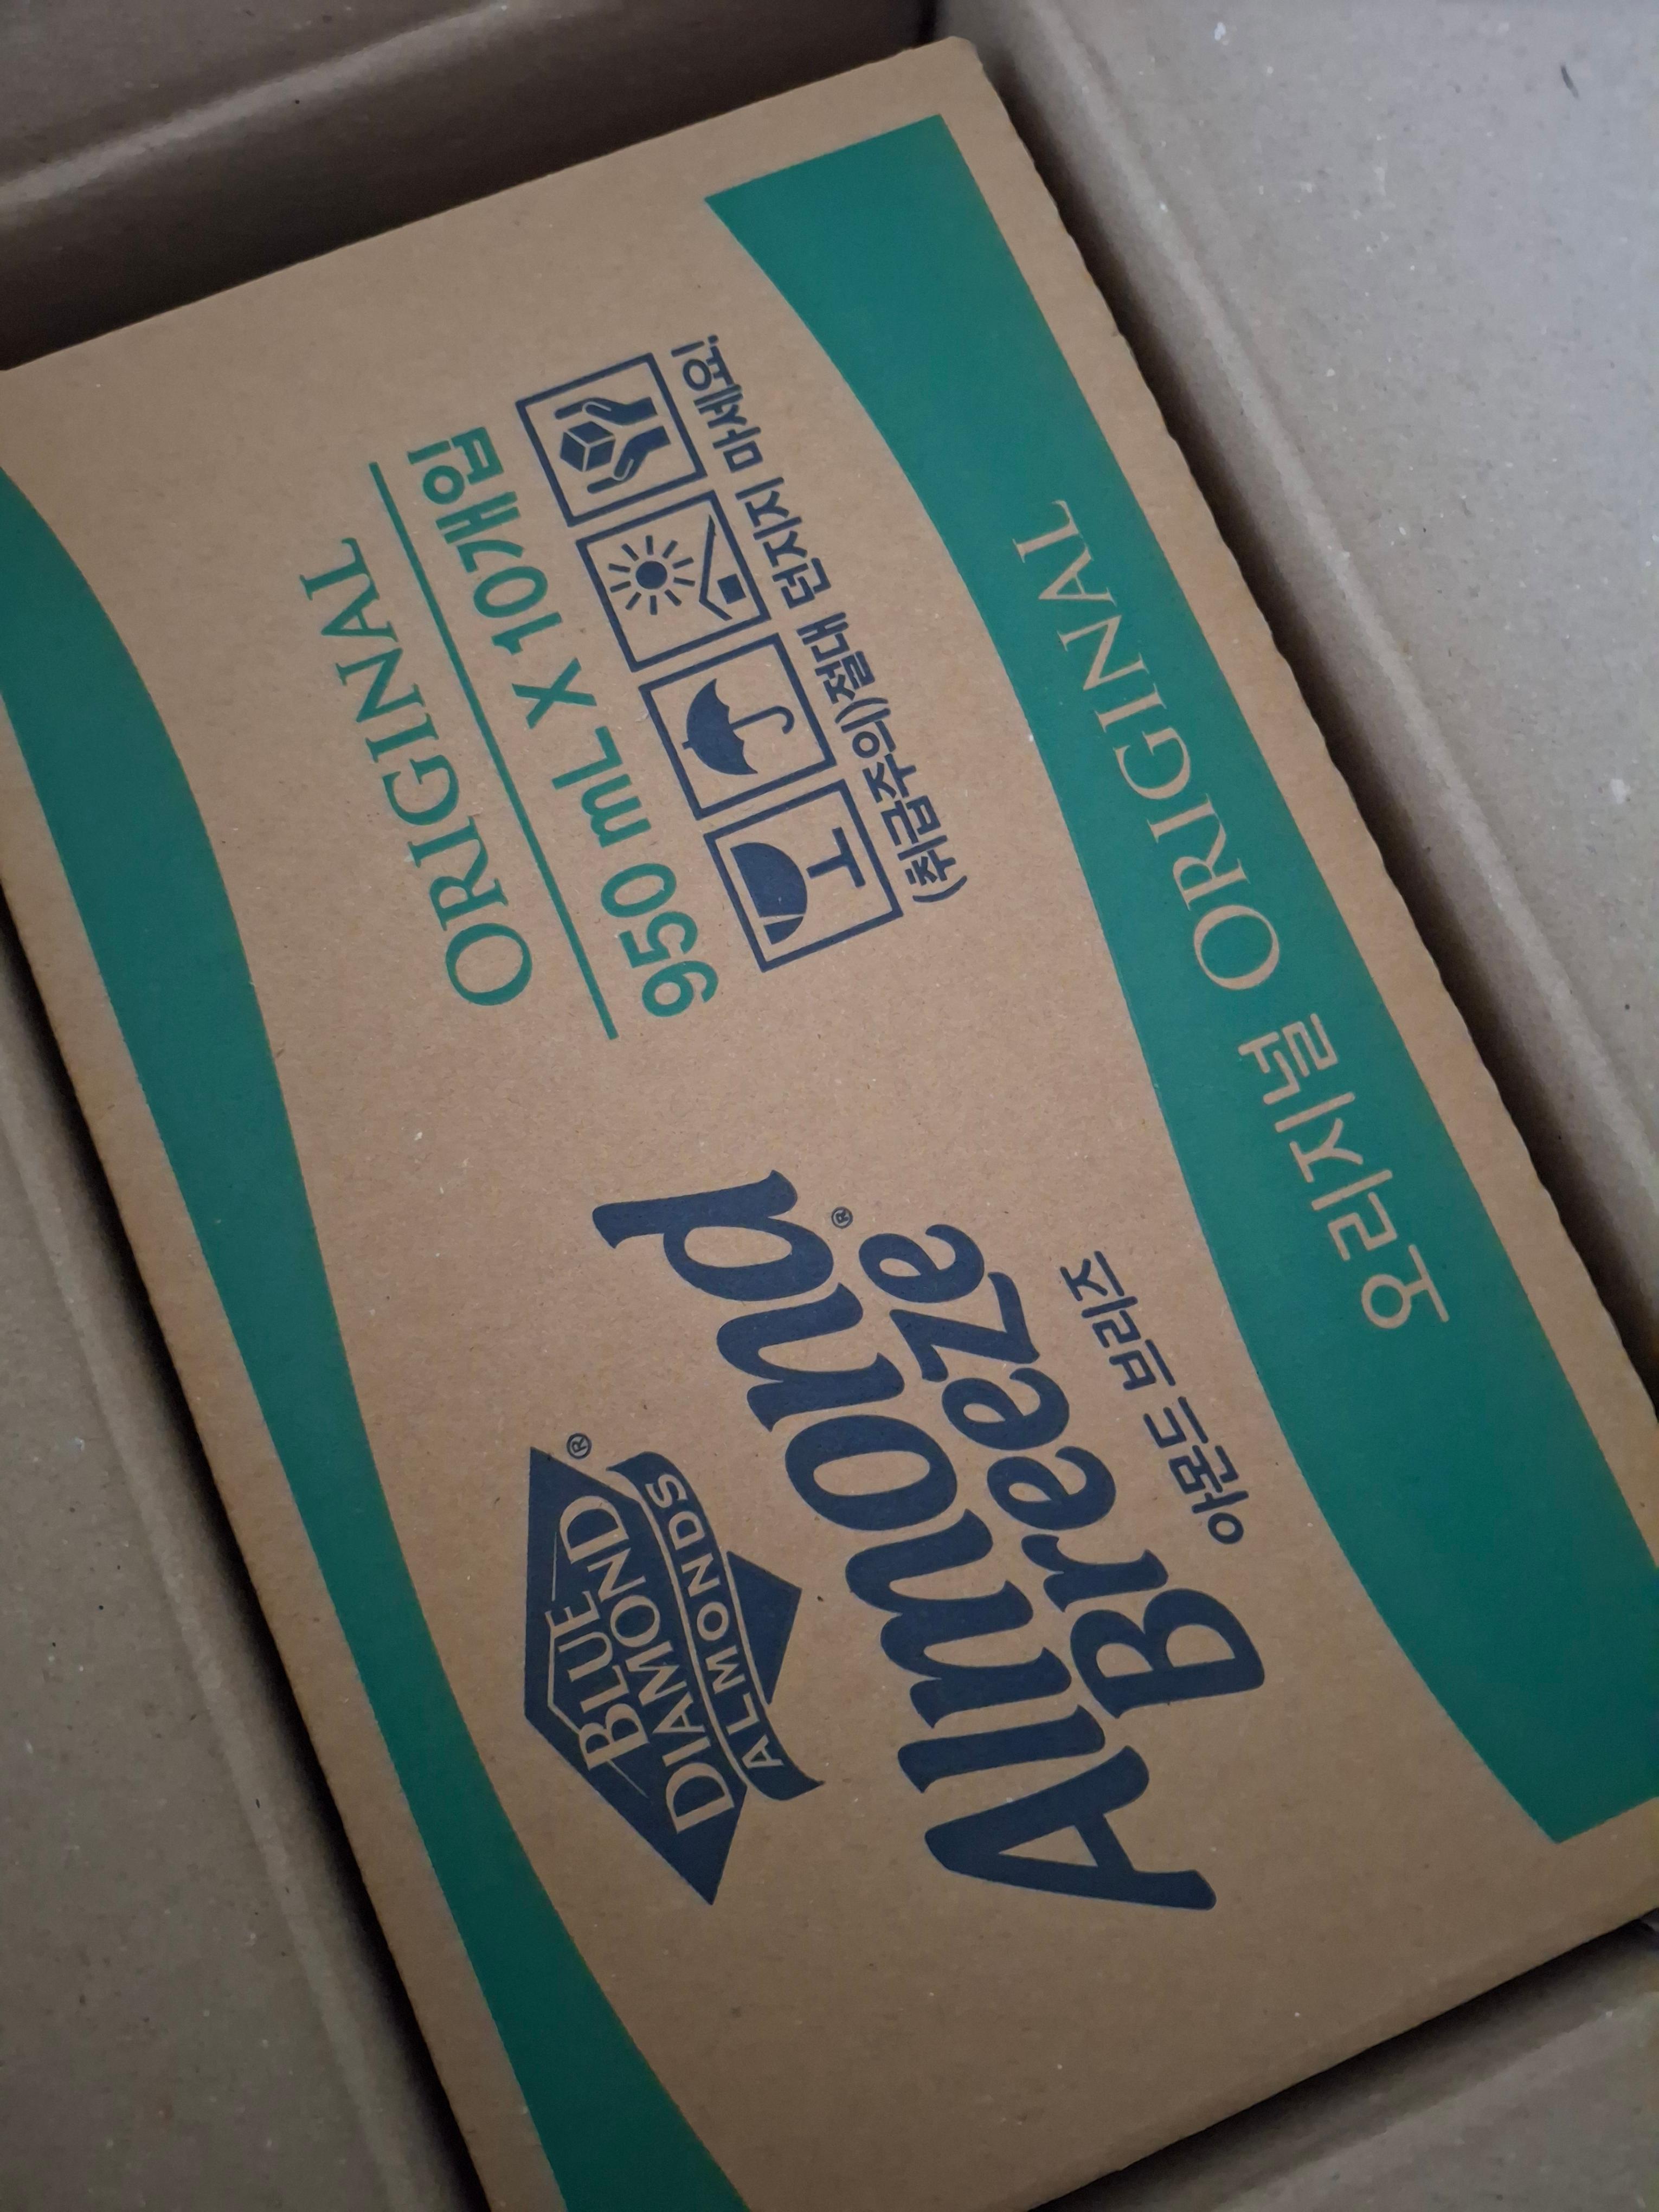 BLUE
DIAMOND
®
ALMONDS
Almond
Breeze®
아몬드 브리즈
ORIGINAL
950 mL X 10개입
(취급주의)절대 던지지 마세요!
오리지널 ORIGINAL